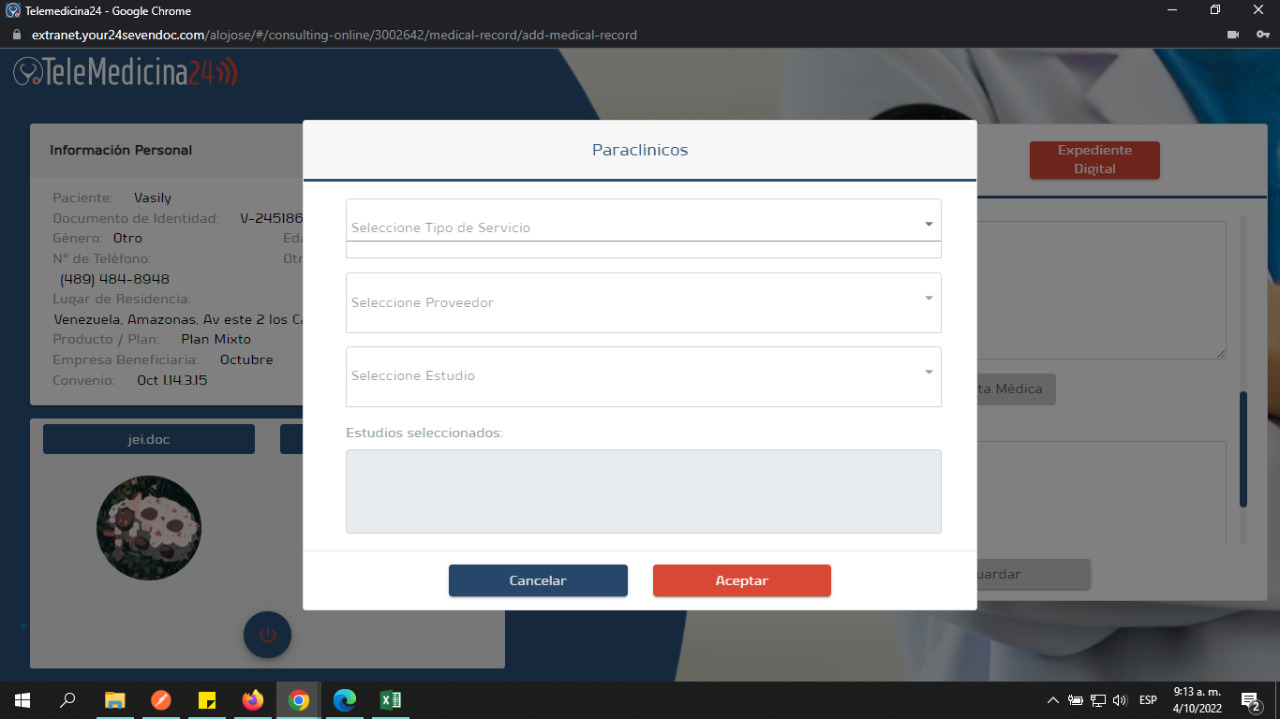 Telemedicina24 - Google Chrome
extranet.your24sevendoc.com/alojose/#/consulting-online/3002642/medical-record/add-medical-record
TeleMedicina24
Información Personal
Paciente: Vasily
Documento de Identidad: V-245186
Género: Otro Eda
N° de Teléfono: Otr
(489) 484-8948
Lugar de Residencia:
Venezuela, Amazonas, Av este 2 los Ca
Producto / Plan: Plan Mixto
Empresa Beneficiaria: Octubre
Convenio: Oct 1.14.3.15
jei.doc
Paraclínicos
Seleccione Tipo de Servicio
Seleccione Proveedor
Seleccione Estudio
Estudios seleccionados:
Cancelar
Aceptar
Expediente
Digital
ta Médica
uardar
ESP
9:13 a. m.
4/10/2022
2